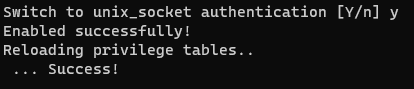 Switch to unix_socket authentication [Y/n] y
Enabled successfully!
Reloading privilege tables..
 ... Success!